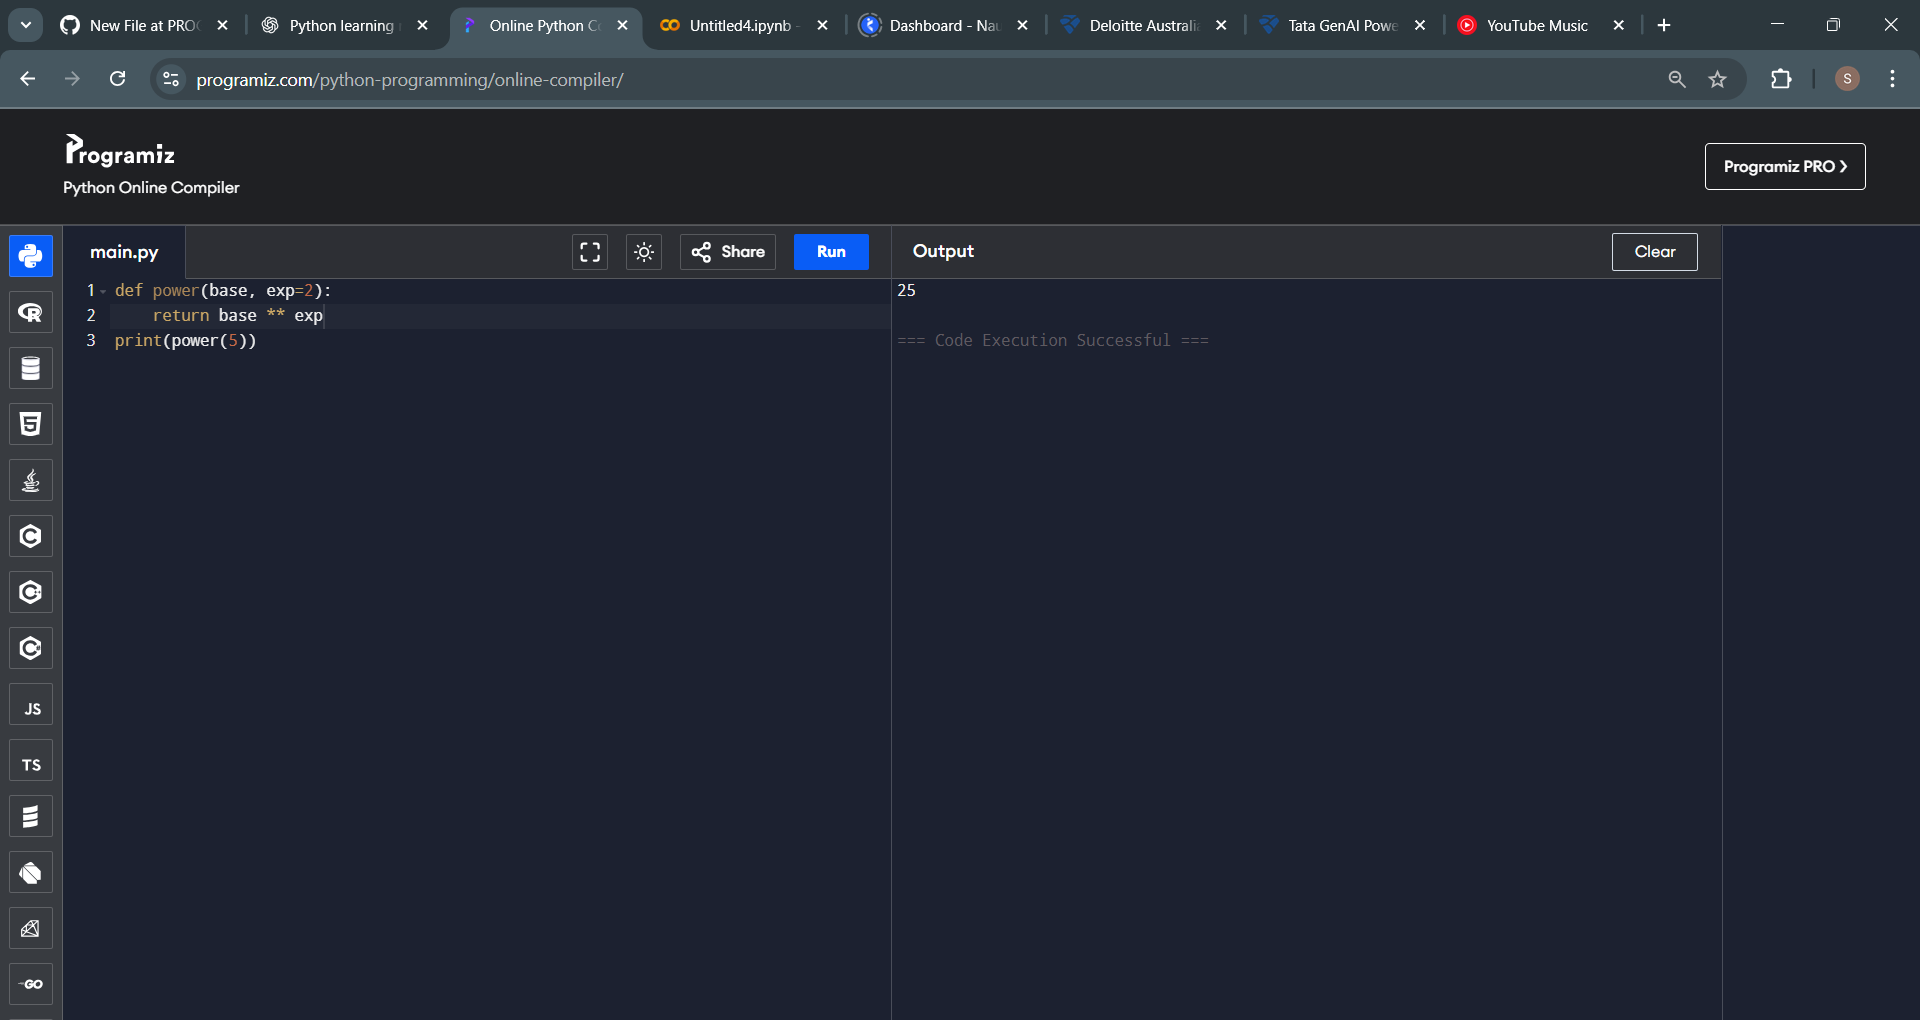 New File at PRO
Python learning
Online Python C
Untitled4.ipynb -
Dashboard - Nau
Deloitte Australi
Tata GenAI Powe
YouTube Music
programiz.com/python-programming/online-compiler/
S
Programiz
Python Online Compiler
Programiz PRO >
main.py
Share
Run
Output
Clear
1 def power(base, exp=2):
2     return base ** exp
3 print(power(5))
25
=== Code Execution Successful ===
R
5
C
C
C
JS
TS
GO